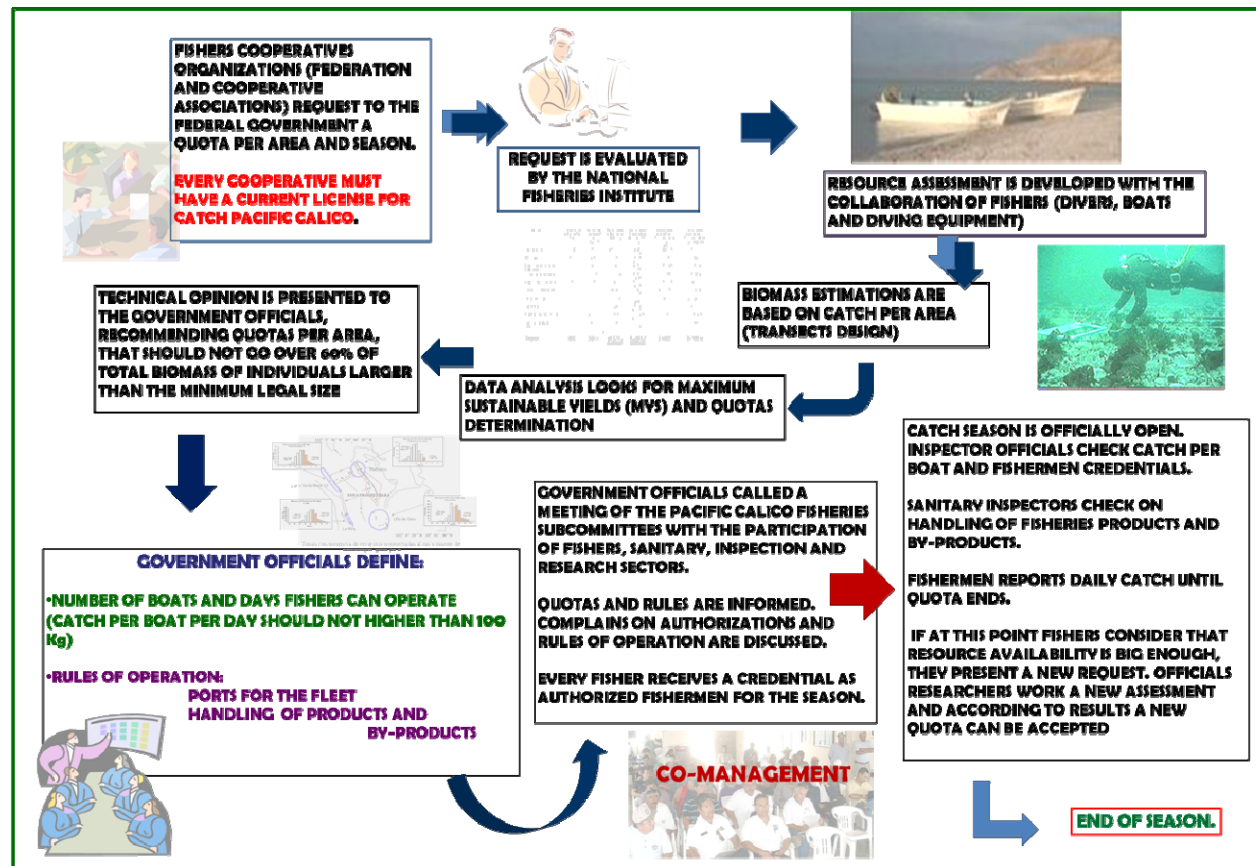 FISHERS COOPERATIVES
ORGANIZATIONS (FEDERATION
AND COOPERATIVE
ASSOCIATIONS) REQUEST TO THE
FEDERAL GOVERNMENT A
QUOTA PER AREA AND SEASON.
EVERY COOPERATIVE MUST
HAVE A CURRENT LICENSE FOR
CATCH PACIFIC CALICO.
REQUEST IS EVALUATED
BY THE NATIONAL
FISHERIES INSTITUTE
RESOURCE ASSESSMENT IS DEVELOPED WITH THE
COLLABORATION OF FISHERS (DIVERS, BOATS
AND DIVING EQUIPMENT)
BIOMASS ESTIMATIONS ARE
BASED ON CATCH PER AREA
(TRANSECTS DESIGN)
DATA ANALYSIS LOOKS FOR MAXIMUM
SUSTAINABLE YIELDS (MYS) AND QUOTAS
DETERMINATION
TECHNICAL OPINION IS PRESENTED TO
THE GOVERNMENT OFFICIALS,
RECOMMENDING QUOTAS PER AREA,
THAT SHOULD NOT GO OVER 60% OF
TOTAL BIOMASS OF INDIVIDUALS LARGER
THAN THE MINIMUM LEGAL SIZE
GOVERNMENT OFFICIALS DEFINE:
•NUMBER OF BOATS AND DAYS FISHERS CAN OPERATE
(CATCH PER BOAT PER DAY SHOULD NOT HIGHER THAN 100
Kg)
•RULES OF OPERATION:
PORTS FOR THE FLEET
HANDLING OF PRODUCTS AND
BY-PRODUCTS
GOVERNMENT OFFICIALS CALLED A
MEETING OF THE PACIFIC CALICO FISHERIES
SUBCOMMITTEES WITH THE PARTICIPATION
OF FISHERS, SANITARY, INSPECTION AND
RESEARCH SECTORS.
QUOTAS AND RULES ARE INFORMED.
COMPLAINS ON AUTHORIZATIONS AND
RULES OF OPERATION ARE DISCUSSED.
EVERY FISHER RECEIVES A CREDENTIAL AS
AUTHORIZED FISHERMEN FOR THE SEASON.
CO-MANAGEMENT
CATCH SEASON IS OFFICIALLY OPEN.
INSPECTOR OFFICIALS CHECK CATCH PER
BOAT AND FISHERMEN CREDENTIALS.
SANITARY INSPECTORS CHECK ON
HANDLING OF FISHERIES PRODUCTS AND
BY-PRODUCTS.
FISHERMEN REPORTS DAILY CATCH UNTIL
QUOTA ENDS.
IF AT THIS POINT FISHERS CONSIDER THAT
RESOURCE AVAILABILITY IS BIG ENOUGH,
THEY PRESENT A NEW REQUEST. OFFICIALS
RESEARCHERS WORK A NEW ASSESSMENT
AND ACCORDING TO RESULTS A NEW
QUOTA CAN BE ACCEPTED
END OF SEASON.